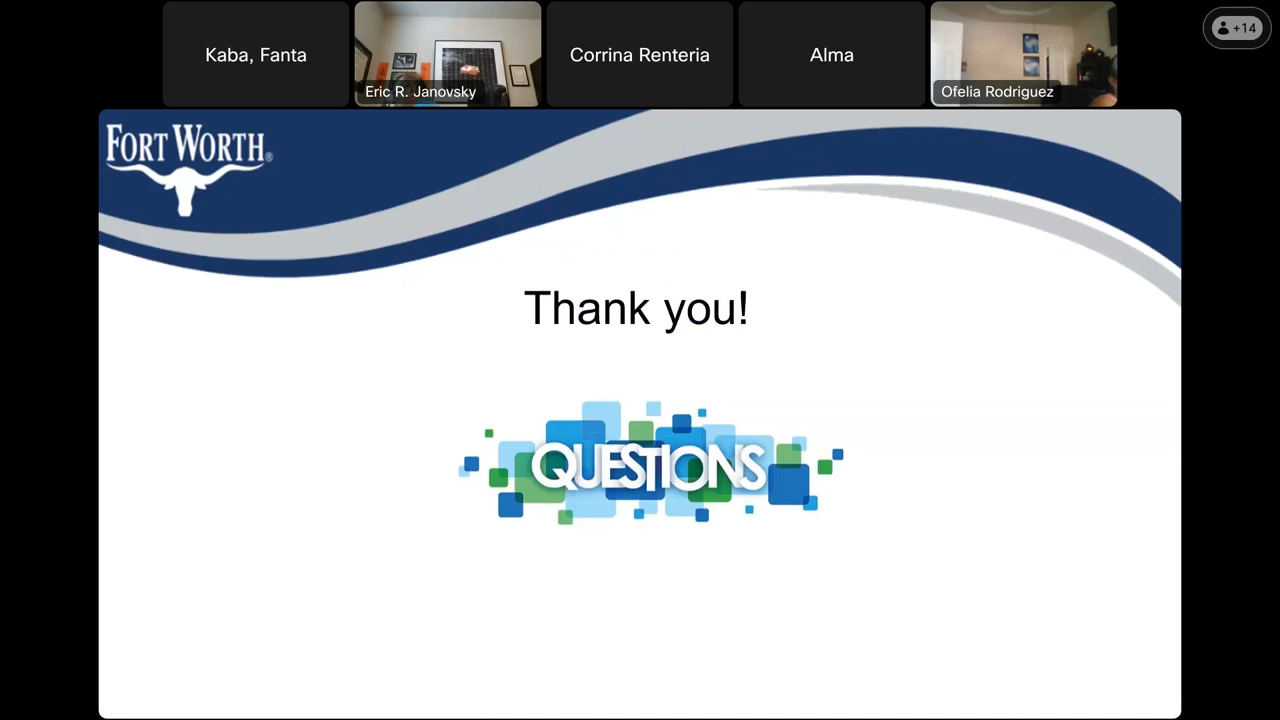 Kaba, Fanta
Eric R. Janovsky
Corrina Renteria
Alma
Ofelia Rodriguez
+14
FORT WORTH®
Thank you!
QUESTIONS